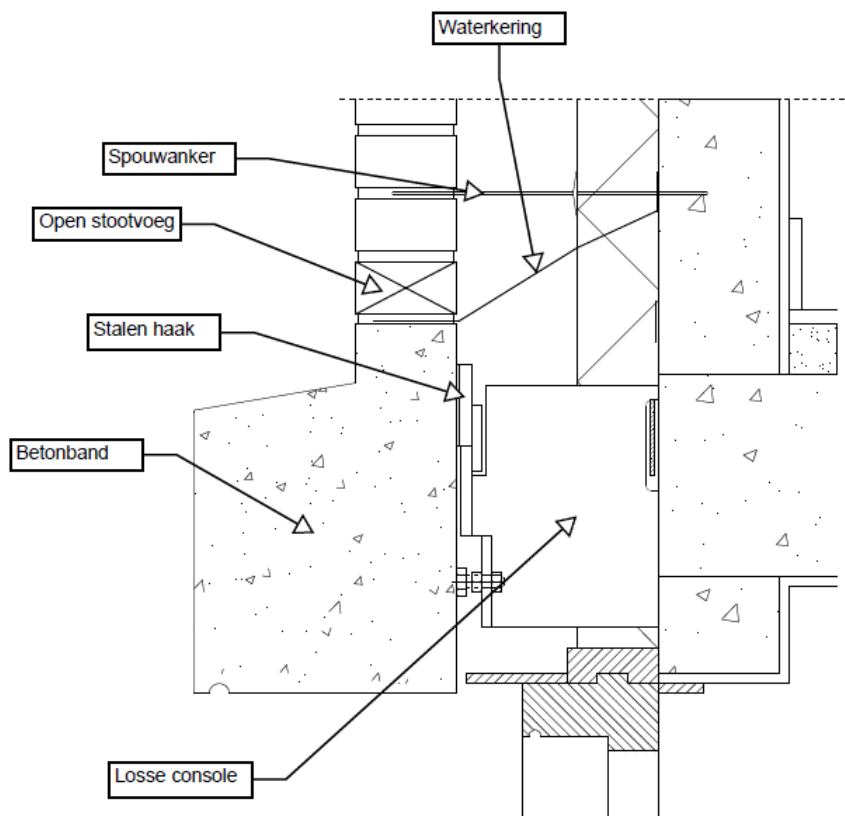 Waterkering
Spouwanker
Open stootvoeg
Stalen haak
Betonband
Losse console